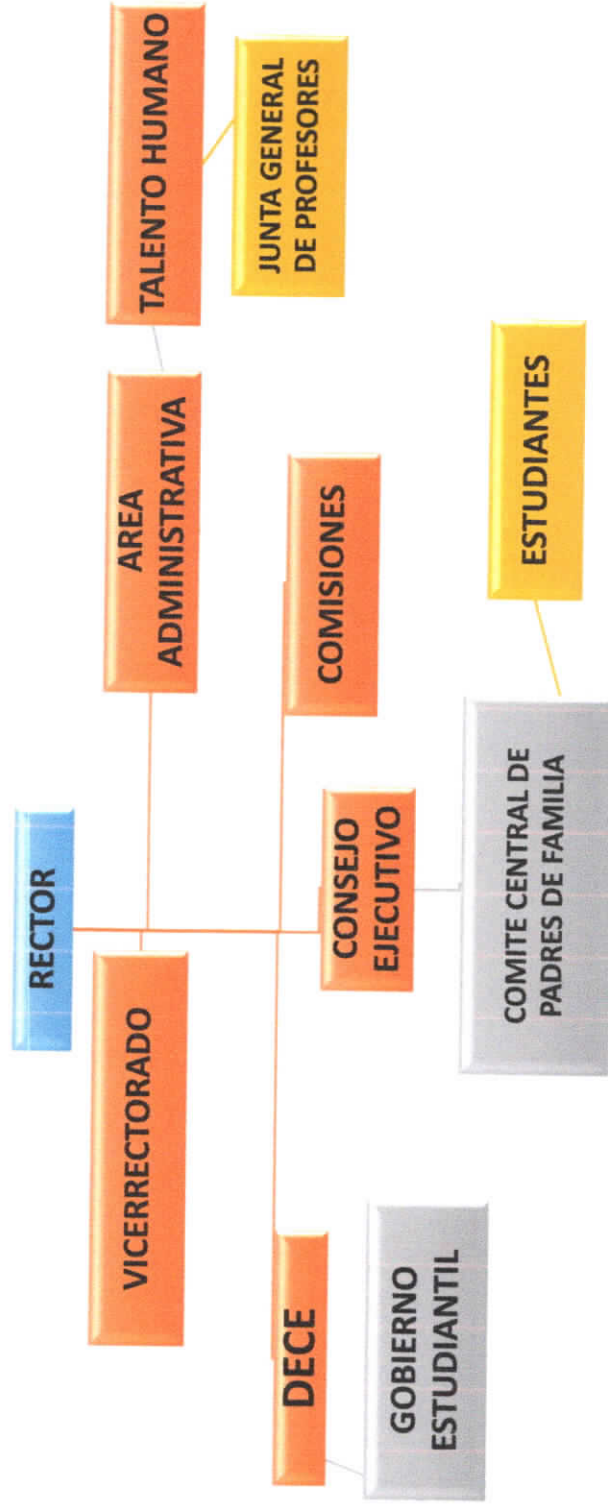 RECTOR
VICERRECTORADO
AREA
ADMINISTRATIVA
TALENTO HUMANO
JUNTA GENERAL
DE PROFESORES
DECE
CONSEJO
EJECUTIVO
COMISIONES
GOBIERNO
ESTUDIANTIL
COMITE CENTRAL DE
PADRES DE FAMILIA
ESTUDIANTES